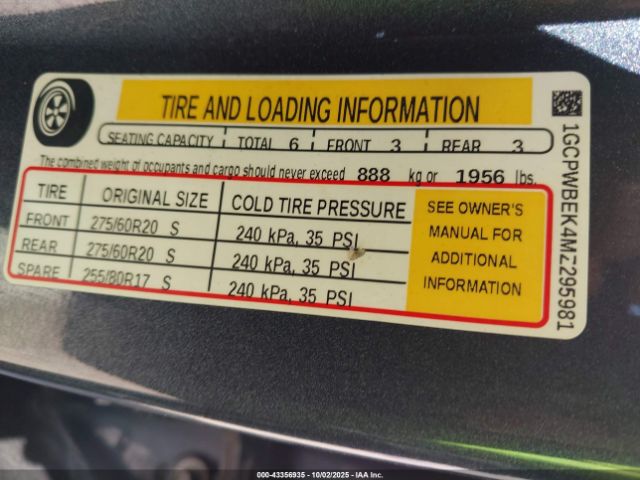 TIRE AND LOADING INFORMATION
SEATING CAPACITY TOTAL 6 FRONT 3 REAR 3
The combined weight of occupants and cargo should never exceed 888 kg or 1956 lbs.
TIRE ORIGINAL SIZE COLD TIRE PRESSURE
FRONT 275/60R20 S 240 kPa, 35 PSI
REAR 275/60R20 S 240 kPa, 35 PSI
SPARE 255/80R17 S 240 kPa, 35 PSI
SEE OWNER'S
MANUAL FOR
ADDITIONAL
INFORMATION
1GCPWBEK4MZ295981
000-43356935 - 10/02/2025 - IAA Inc.